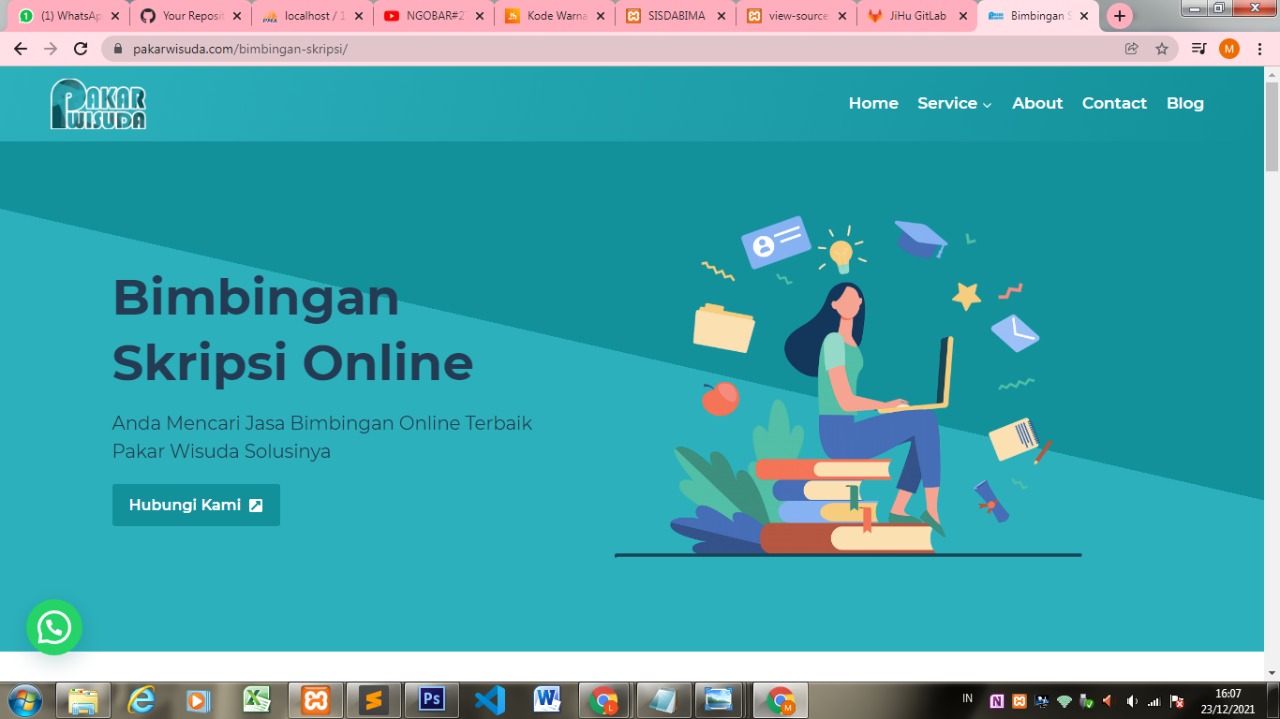 (1) WhatsAp
Your Reposit
localhost / 1
NGOBAR#2
Kode Warna
SISDABIMA
view-source
JiHu GitLab
Bimbingan S
pakarwisuda.com/bimbingan-skripsi/
M
PAKAR
WISUDA
Home
Service
About
Contact
Blog
Bimbingan
Skripsi Online
Anda Mencari Jasa Bimbingan Online Terbaik
Pakar Wisuda Solusinya
Hubungi Kami
IN
16:07
23/12/2021